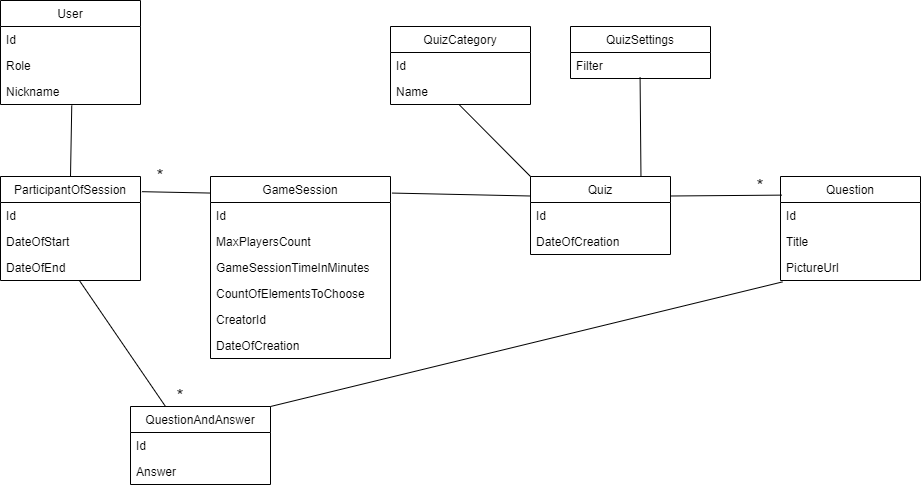 User
Id
Role
Nickname
QuizCategory
Id
Name
QuizSettings
Filter
*
ParticipantOfSession
Id
DateOfStart
DateOfEnd
GameSession
Id
MaxPlayersCount
GameSessionTimeInMinutes
CountOfElementsToChoose
CreatorId
DateOfCreation
Quiz
Id
DateOfCreation
*
Question
Id
Title
PictureUrl
*
QuestionAndAnswer
Id
Answer